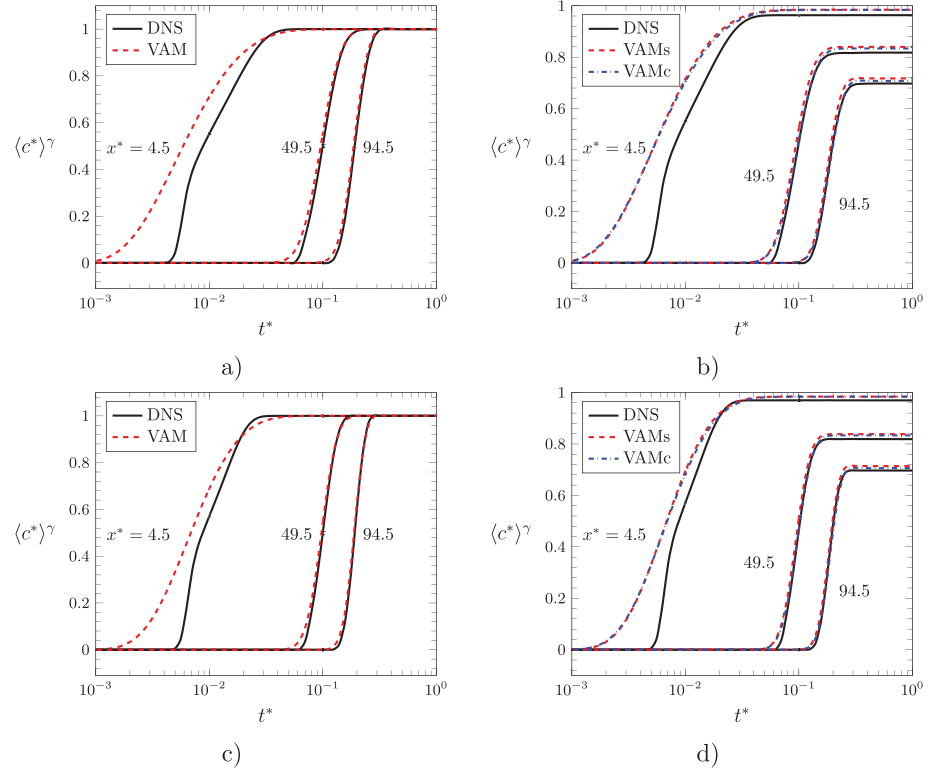 DNS
VAM
1
0.8
0.6
0.4
0.2
0
⟨c*⟩^γ
x* = 4.5
49.5
94.5
10^−3
10^−2
10^−1
10^0
t*
a)
DNS
VAMs
VAMc
1
0.8
0.6
0.4
0.2
0
⟨c*⟩^γ
x* = 4.5
49.5
94.5
10^−3
10^−2
10^−1
10^0
t*
b)
DNS
VAM
1
0.8
0.6
0.4
0.2
0
⟨c*⟩^γ
x* = 4.5
49.5
94.5
10^−3
10^−2
10^−1
10^0
t*
c)
DNS
VAMs
VAMc
1
0.8
0.6
0.4
0.2
0
⟨c*⟩^γ
x* = 4.5
49.5
94.5
10^−3
10^−2
10^−1
10^0
t*
d)